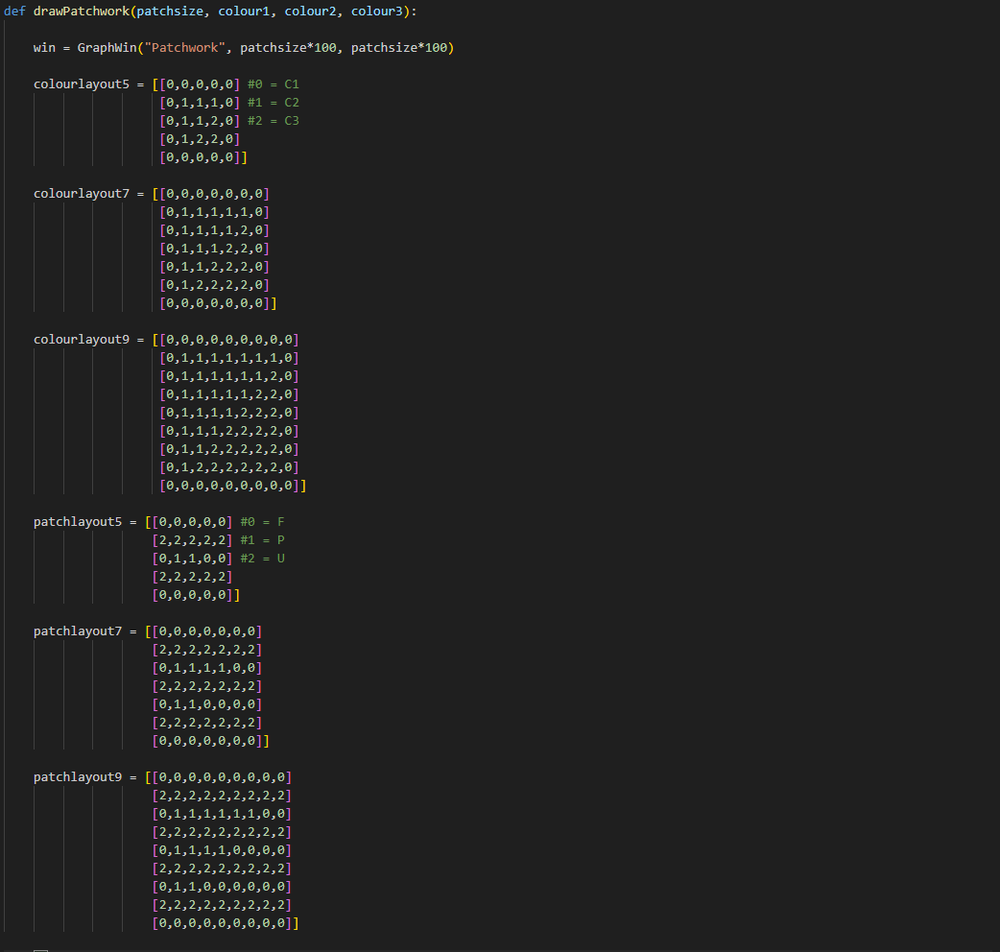 def drawPatchwork(patchsize, colour1, colour2, colour3):
win = GraphWin("Patchwork", patchsize*100, patchsize*100)
colourlayout5 = [[0,0,0,0,0] #0 = C1
[0,1,1,1,0] #1 = C2
[0,1,1,2,0] #2 = C3
[0,1,2,2,0]
[0,0,0,0,0]]
colourlayout7 = [[0,0,0,0,0,0,0]
[0,1,1,1,1,1,0]
[0,1,1,1,1,2,0]
[0,1,1,1,2,2,0]
[0,1,1,2,2,2,0]
[0,1,2,2,2,2,0]
[0,0,0,0,0,0,0]]
colourlayout9 = [[0,0,0,0,0,0,0,0,0]
[0,1,1,1,1,1,1,1,0]
[0,1,1,1,1,1,1,2,0]
[0,1,1,1,1,1,2,2,0]
[0,1,1,1,1,2,2,2,0]
[0,1,1,1,2,2,2,2,0]
[0,1,1,2,2,2,2,2,0]
[0,1,2,2,2,2,2,2,0]
[0,0,0,0,0,0,0,0,0]]
patchlayout5 = [[0,0,0,0,0] #0 = F
[2,2,2,2,2] #1 = P
[0,1,1,0,0] #2 = U
[2,2,2,2,2]
[0,0,0,0,0]]
patchlayout7 = [[0,0,0,0,0,0,0]
[2,2,2,2,2,2,2]
[0,1,1,1,1,0,0]
[2,2,2,2,2,2,2]
[0,1,1,0,0,0,0]
[2,2,2,2,2,2,2]
[0,0,0,0,0,0,0]]
patchlayout9 = [[0,0,0,0,0,0,0,0,0]
[2,2,2,2,2,2,2,2,2]
[0,1,1,1,1,1,1,0,0]
[2,2,2,2,2,2,2,2,2]
[0,1,1,1,1,0,0,0,0]
[2,2,2,2,2,2,2,2,2]
[0,1,1,0,0,0,0,0,0]
[2,2,2,2,2,2,2,2,2]
[0,0,0,0,0,0,0,0,0]]